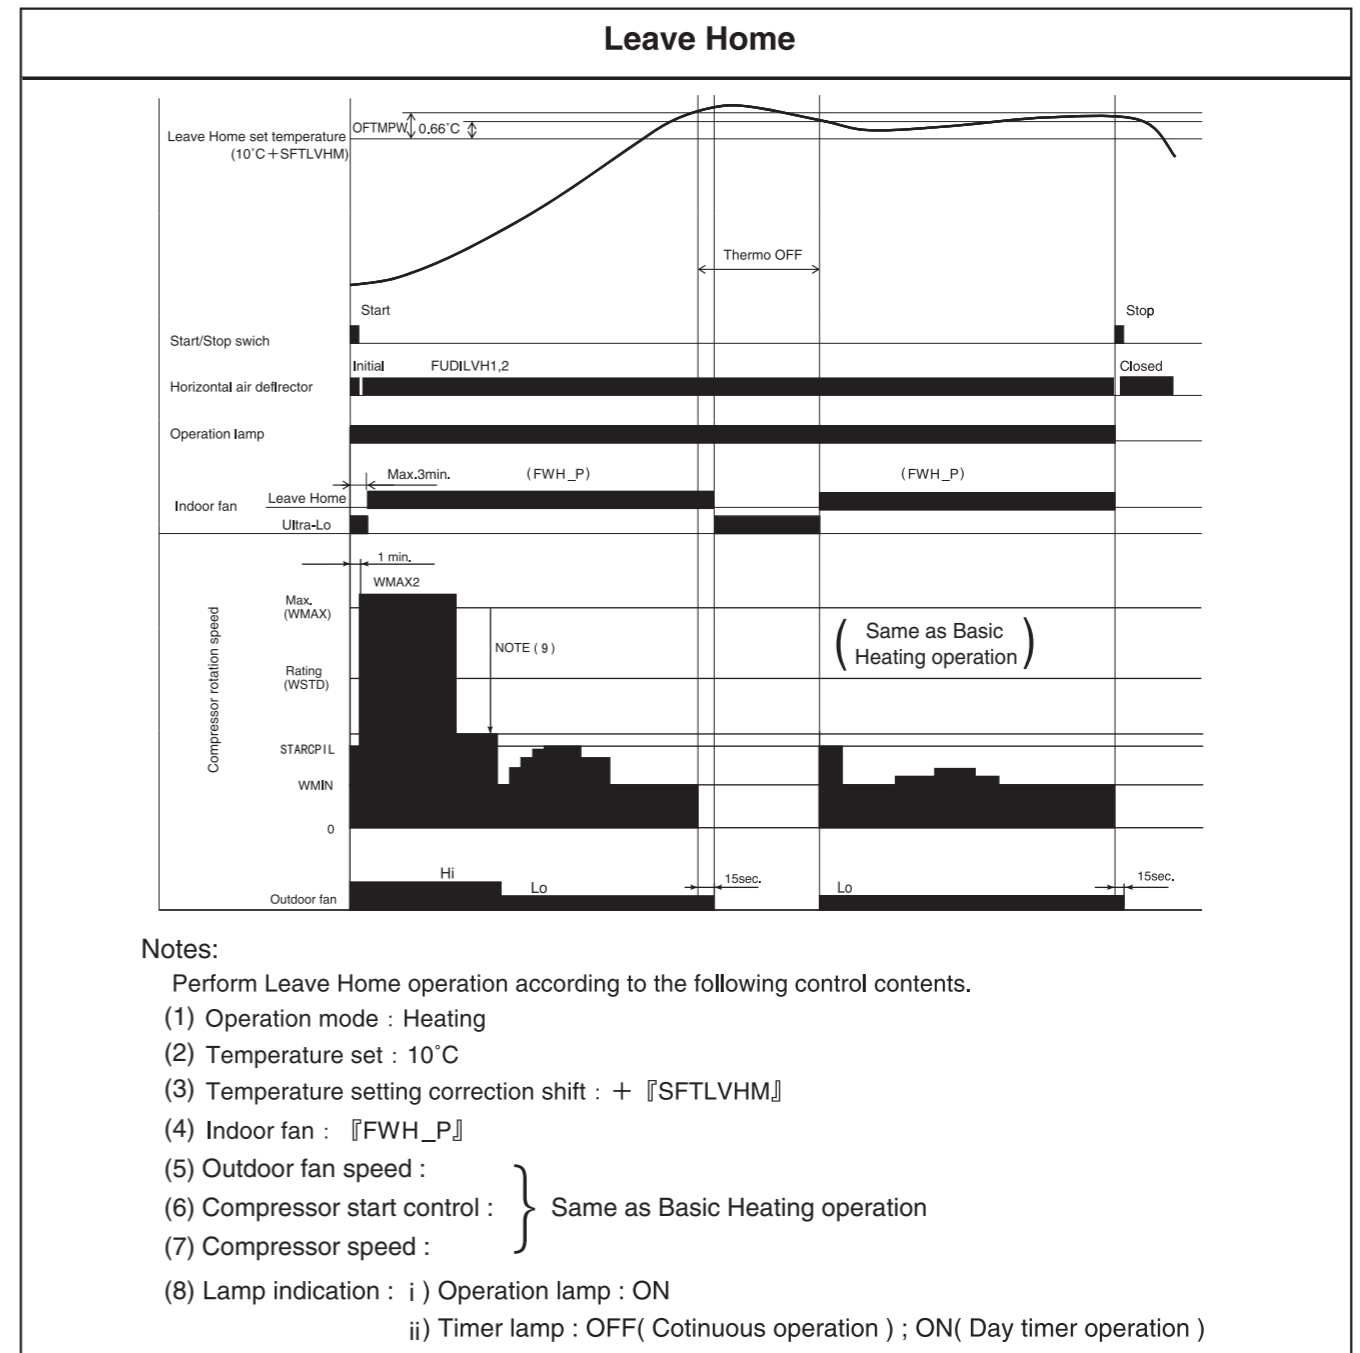 Leave Home
Leave Home set temperature
(10˚C＋SFTLVHM)
OFTMPW
0.66˚C
Thermo OFF
Start
Stop
Start/Stop swich
Initial
FUDILVH1,2
Closed
Horizontal air deflrector
Operation lamp
Max.3min.
(FWH_P)
(FWH_P)
Indoor fan
Leave Home
Ultra-Lo
1 min.
WMAX2
Max.
(WMAX)
NOTE ( 9 )
( Same as Basic
Heating operation )
Rating
(WSTD)
Compressor rotation speed
STARCPIL
WMIN
0
Hi
Lo
15sec.
Lo
15sec.
Outdoor fan
Notes:
Perform Leave Home operation according to the following control contents.
(1) Operation mode : Heating
(2) Temperature set : 10˚C
(3) Temperature setting correction shift : ＋『SFTLVHM』
(4) Indoor fan : 『FWH_P』
(5) Outdoor fan speed :
(6) Compressor start control : } Same as Basic Heating operation
(7) Compressor speed :
(8) Lamp indication : i ) Operation lamp : ON
ii) Timer lamp : OFF( Cotinuous operation ) ; ON( Day timer operation )